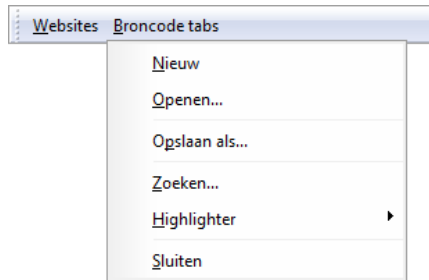 Websites Broncode tabs
Nieuw
Openen...
Opslaan als...
Zoeken...
Highlighter
Sluiten